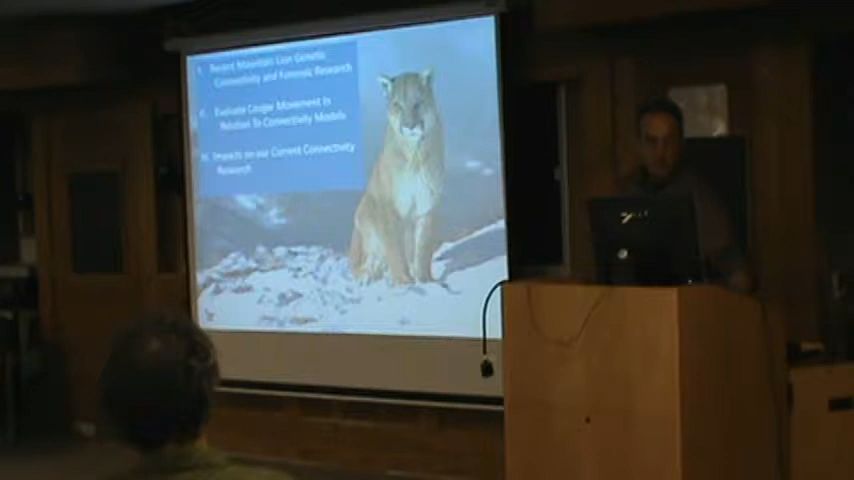 I. Recent Mountain Lion Genetic
Connectivity and Forensic Research
II. Evaluate Cougar Movement in
Relation To Connectivity Models
III. Impacts on our Current Connectivity
Research